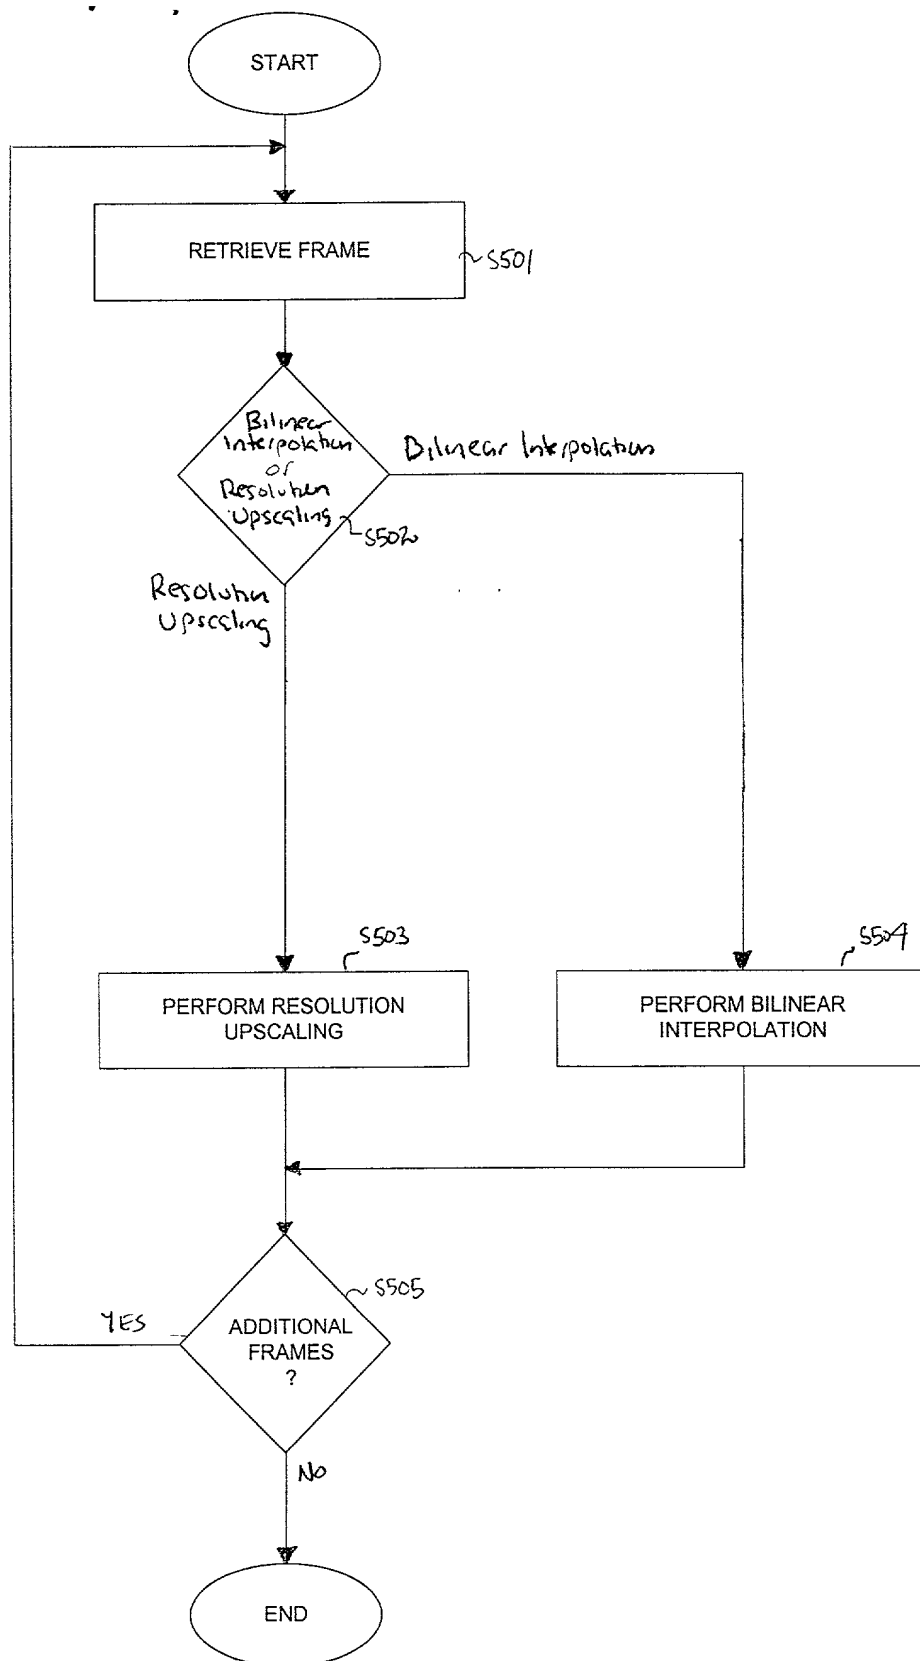 START
RETRIEVE FRAME
S501
Bilinear
Interpolation
or
Resolution
Upscaling
S502
Bilinear Interpolation
Resolution
Upscaling
S503
PERFORM RESOLUTION
UPSCALING
S504
PERFORM BILINEAR
INTERPOLATION
S505
ADDITIONAL
FRAMES
?
YES
No
END